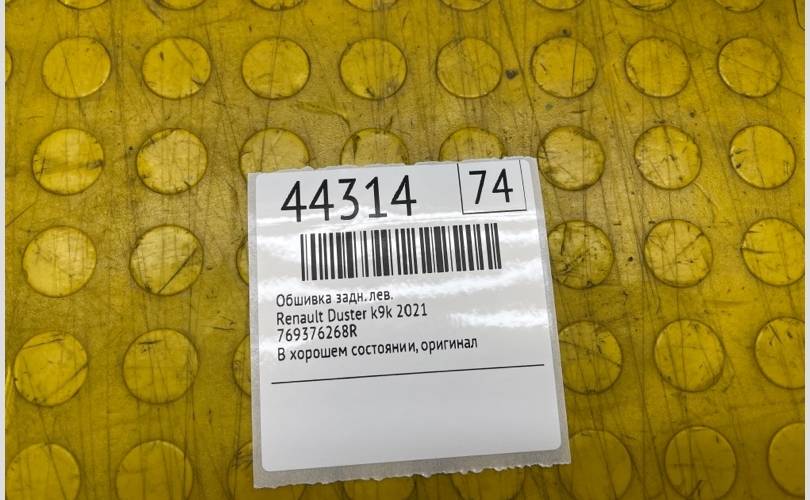 44314
74
Обшивка задн. лев.
Renault Duster k9k 2021
769376268R
В хорошем состоянии, оригинал